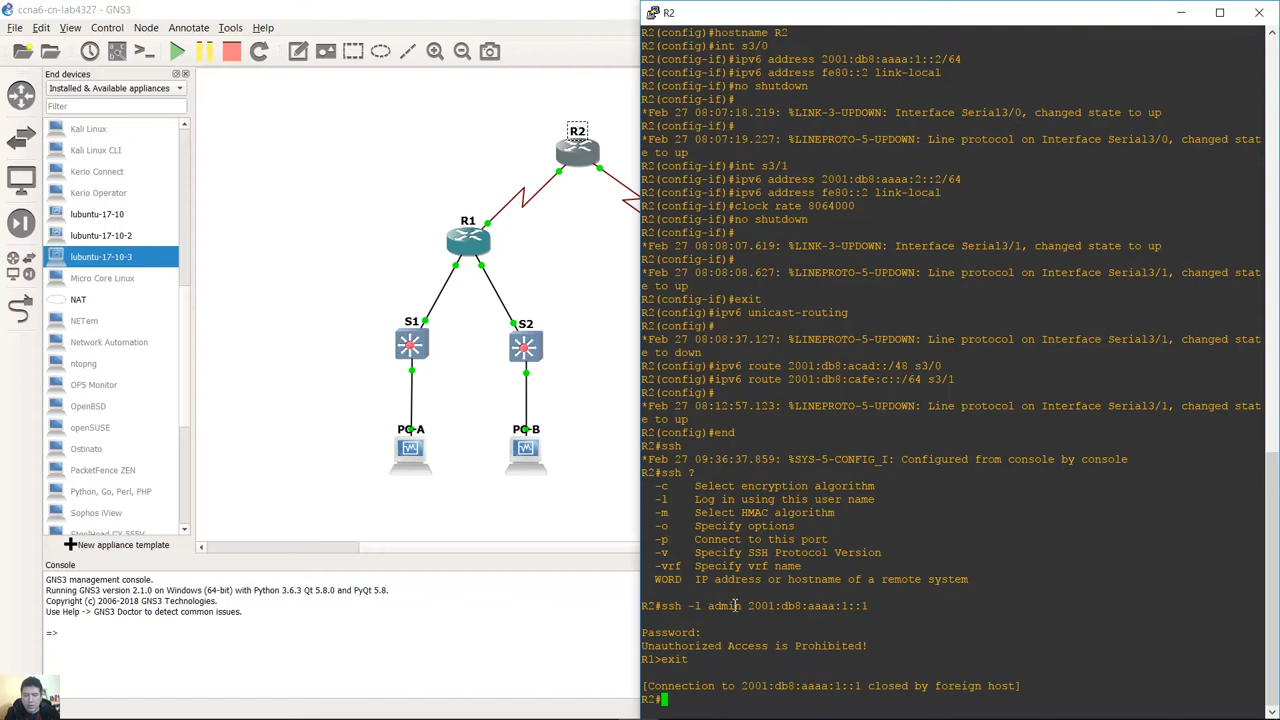 ccna6-cn-lab4327 - GNS3
File Edit View Control Node Annotate Tools Help
End devices
Installed & Available appliances
Filter
Kali Linux
Kali Linux CLI
Kerio Connect
Kerio Operator
lubuntu-17-10
lubuntu-17-10-2
lubuntu-17-10-3
Micro Core Linux
NAT
NETem
Network Automation
ntopng
OPS Monitor
OpenBSD
openSUSE
Ostinato
PacketFence ZEN
Python, Go, Perl, PHP
Sophos iView
New appliance template
R2
R1
S1
S2
PC-A
PC-B
Console
GNS3 management console.
Running GNS3 version 2.1.0 on Windows (64-bit) with Python 3.6.3 Qt 5.8.0 and PyQt 5.8.
Copyright (c) 2006-2018 GNS3 Technologies.
Use Help -> GNS3 Doctor to detect common issues.
=>
R2
R2(config)#hostname R2
R2(config)#int s3/0
R2(config-if)#ipv6 address 2001:db8:aaaa:1::2/64
R2(config-if)#ipv6 address fe80::2 link-local
R2(config-if)#no shutdown
R2(config-if)#
*Feb 27 08:07:18.219: %LINK-3-UPDOWN: Interface Serial3/0, changed state to up
R2(config-if)#
*Feb 27 08:07:19.227: %LINEPROTO-5-UPDOWN: Line protocol on Interface Serial3/0, changed stat
e to up
R2(config-if)#int s3/1
R2(config-if)#ipv6 address 2001:db8:aaaa:2::2/64
R2(config-if)#ipv6 address fe80::2 link-local
R2(config-if)#clock rate 8064000
R2(config-if)#no shutdown
R2(config-if)#
*Feb 27 08:08:07.619: %LINK-3-UPDOWN: Interface Serial3/1, changed state to up
R2(config-if)#
*Feb 27 08:08:08.627: %LINEPROTO-5-UPDOWN: Line protocol on Interface Serial3/1, changed stat
e to up
R2(config-if)#exit
R2(config)#ipv6 unicast-routing
R2(config)#
*Feb 27 08:08:37.127: %LINEPROTO-5-UPDOWN: Line protocol on Interface Serial3/1, changed stat
e to down
R2(config)#ipv6 route 2001:db8:acad::/48 s3/0
R2(config)#ipv6 route 2001:db8:cafe:c::/64 s3/1
R2(config)#
*Feb 27 08:12:57.123: %LINEPROTO-5-UPDOWN: Line protocol on Interface Serial3/1, changed stat
e to up
R2(config)#end
R2#ssh
*Feb 27 09:36:37.859: %SYS-5-CONFIG_I: Configured from console by console
R2#ssh ?
-c Select encryption algorithm
-l Log in using this user name
-m Select HMAC algorithm
-o Specify options
-p Connect to this port
-v Specify SSH Protocol Version
-vrf Specify vrf name
WORD IP address or hostname of a remote system
R2#ssh -l admin 2001:db8:aaaa:1::1
Password:
Unauthorized Access is Prohibited!
R1>exit
[Connection to 2001:db8:aaaa:1::1 closed by foreign host]
R2#